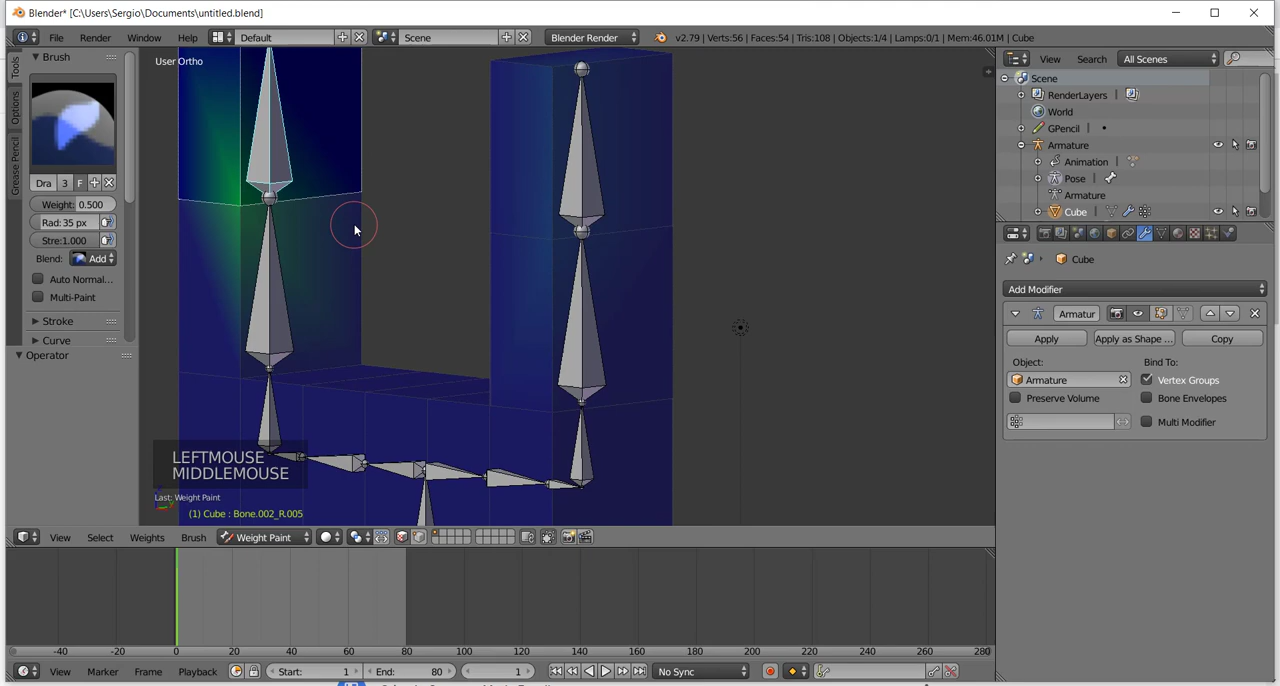 Blender* [C:\Users\Sergio\Documents\untitled.blend]
File Render Window Help Default Scene Blender Render v2.79 | Verts:56 | Faces:54 | Tris:108 | Objects:1/4 | Lamps:0/1 | Mem:46.01M | Cube
Tools
Options
Grease Pencil
Brush
Dra 3 F
Weight: 0.500
Rad: 35 px
Stre:1.000
Blend: Add
Auto Normal...
Multi-Paint
Stroke
Curve
Operator
User Ortho
LEFTMOUSE
MIDDLEMOUSE
Last: Weight Paint
(1) Cube : Bone.002_R.005
View Select Weights Brush Weight Paint
-40 -20 0 20 40 60 80 100 120 140 160 180 200 220 240 260 280
View Marker Frame Playback Start: 1 End: 80 1 No Sync
View Search All Scenes
Scene
RenderLayers
World
GPencil
Armature
Animation
Pose
Armature
Cube
Cube
Add Modifier
Armatur
Apply Apply as Shape ... Copy
Object: Bind To:
Armature Vertex Groups
Preserve Volume Bone Envelopes
Multi Modifier